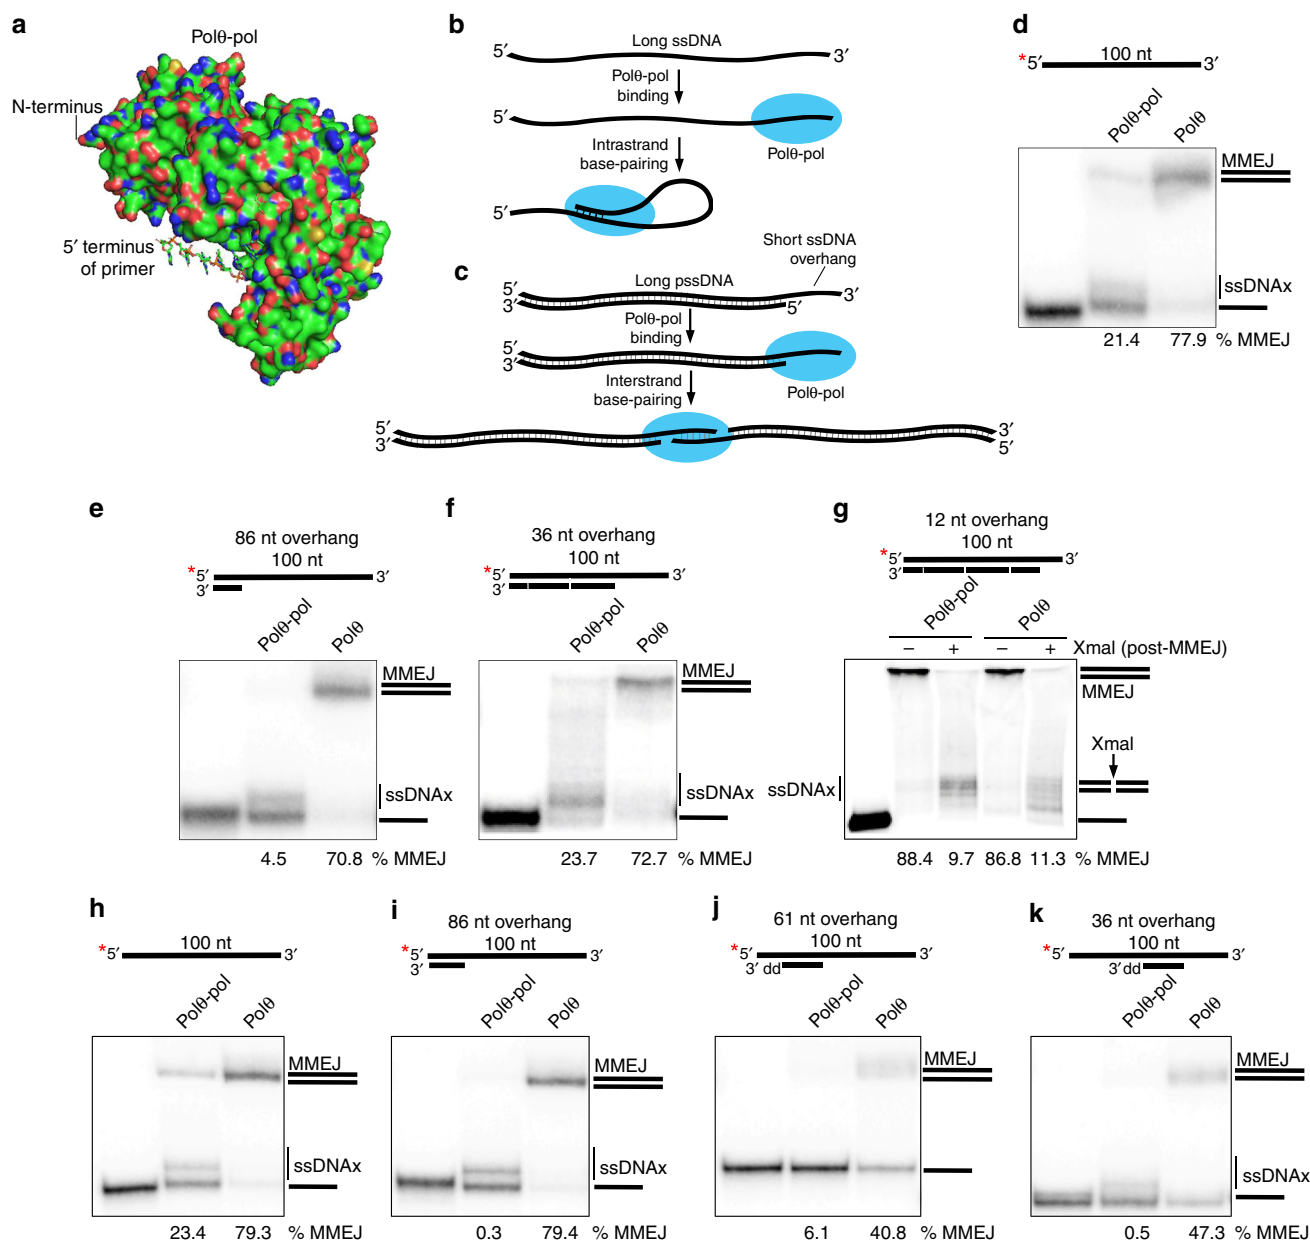 a
Polθ-pol
N-terminus
5′ terminus
of primer
b
Long ssDNA
5′
3′
Polθ-pol
binding
5′
Polθ-pol
Intrastrand
base-pairing
5′
c
Short ssDNA
overhang
Long pssDNA
5′
3′
3′
5′
Polθ-pol
binding
5′
3′
Polθ-pol
Interstrand
base-pairing
5′
3′
3′
5′
d
100 nt
*5′
3′
Polθ-pol
Polθ
MMEJ
ssDNAx
21.4 77.9 % MMEJ
e
86 nt overhang
100 nt
*5′
3′
3′
Polθ-pol
Polθ
MMEJ
ssDNAx
4.5 70.8 % MMEJ
f
36 nt overhang
100 nt
*5′
3′
3′
Polθ-pol
Polθ
MMEJ
ssDNAx
23.7 72.7 % MMEJ
g
12 nt overhang
100 nt
*5′
3′
3′
Polθ-pol
Polθ
− + − + XmaI (post-MMEJ)
MMEJ
XmaI
ssDNAx
88.4 9.7 86.8 11.3 % MMEJ
h
100 nt
*5′
3′
Polθ-pol
Polθ
MMEJ
ssDNAx
23.4 79.3 % MMEJ
i
86 nt overhang
100 nt
*5′
3′
3′
Polθ-pol
Polθ
MMEJ
ssDNAx
0.3 79.4 % MMEJ
j
61 nt overhang
100 nt
*5′
3′
3′ dd
Polθ-pol
Polθ
MMEJ
6.1 40.8 % MMEJ
k
36 nt overhang
100 nt
*5′
3′
3′dd
Polθ-pol
Polθ
MMEJ
ssDNAx
0.5 47.3 % MMEJ